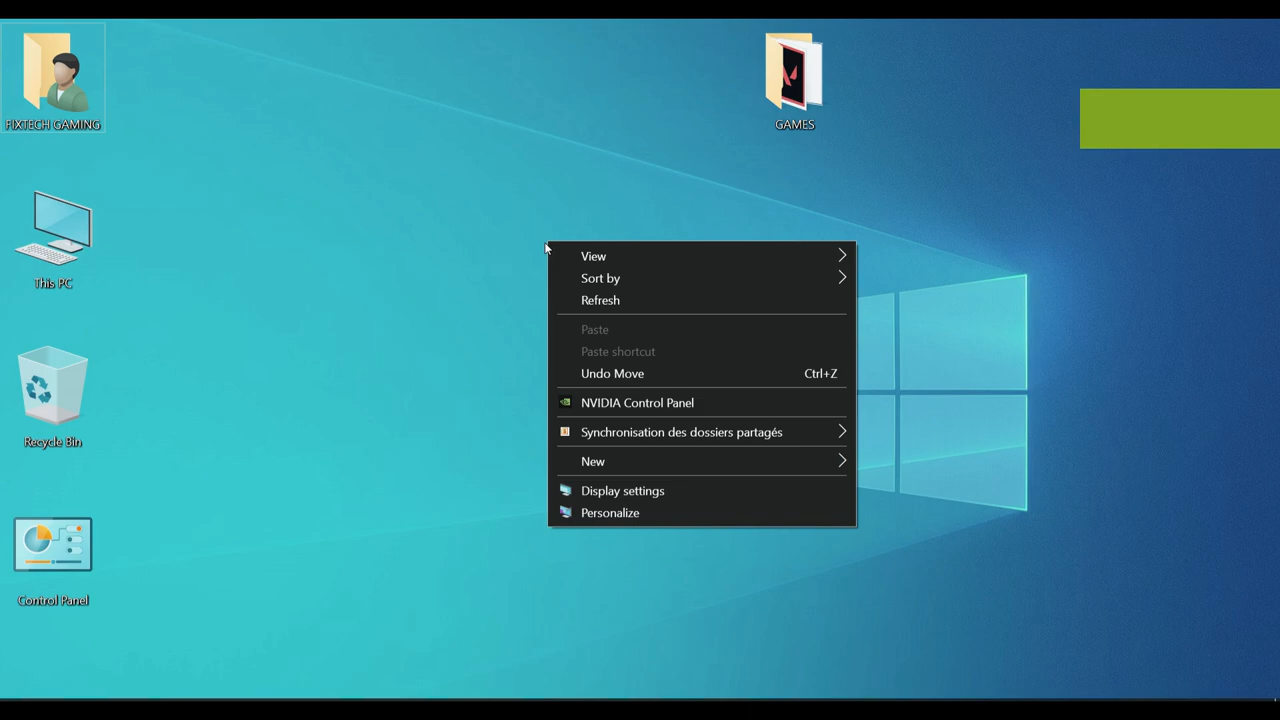 FIXTECH GAMING
GAMES
This PC
Recycle Bin
Control Panel
View
Sort by
Refresh
Paste
Paste shortcut
Undo Move Ctrl+Z
NVIDIA Control Panel
Synchronisation des dossiers partagés
New
Display settings
Personalize